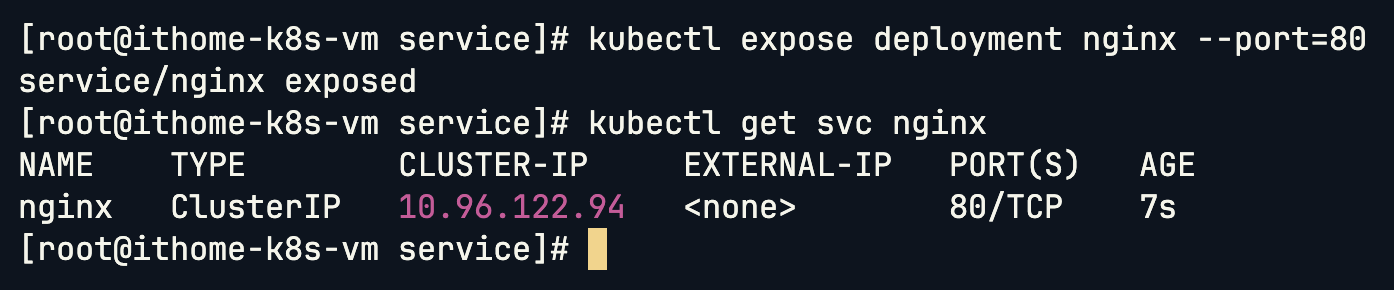 [root@ithome-k8s-vm service]# kubectl expose deployment nginx --port=80
service/nginx exposed
[root@ithome-k8s-vm service]# kubectl get svc nginx
NAME    TYPE        CLUSTER-IP     EXTERNAL-IP   PORT(S)   AGE
nginx   ClusterIP   10.96.122.94   <none>        80/TCP    7s
[root@ithome-k8s-vm service]#